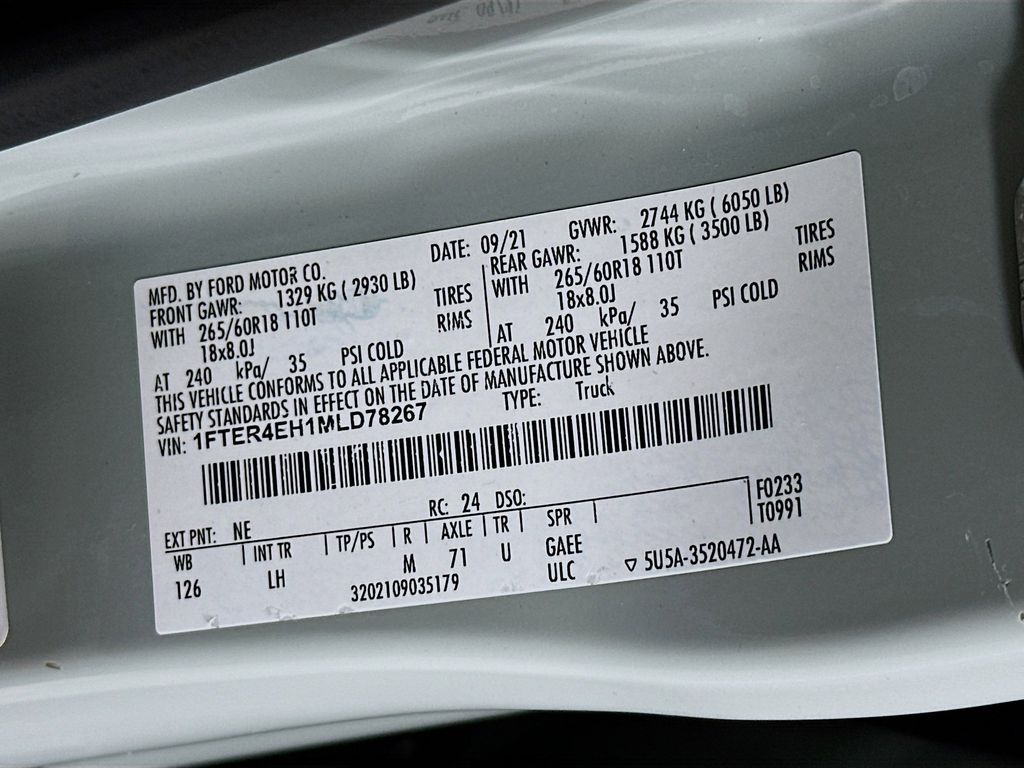 MFD. BY FORD MOTOR CO.
DATE: 09/21
GVWR: 2744 KG ( 6050 LB)
FRONT GAWR: 1329 KG ( 2930 LB)
WITH 265/60R18 110T TIRES
18x8.0J RIMS
AT 240 kPa/ 35 PSI COLD
REAR GAWR: 1588 KG ( 3500 LB)
WITH 265/60R18 110T TIRES
18x8.0J RIMS
AT 240 kPa/ 35 PSI COLD
THIS VEHICLE CONFORMS TO ALL APPLICABLE FEDERAL MOTOR VEHICLE
SAFETY STANDARDS IN EFFECT ON THE DATE OF MANUFACTURE SHOWN ABOVE.
VIN: 1FTER4EH1MLD78267 TYPE: Truck
EXT PNT: NE RC: 24 DSO:
F0233
T0991
WB INT TR TP/PS R AXLE TR SPR
126 LH M 71 U GAEE
3202109035179 ULC ▽ 5U5A-3520472-AA